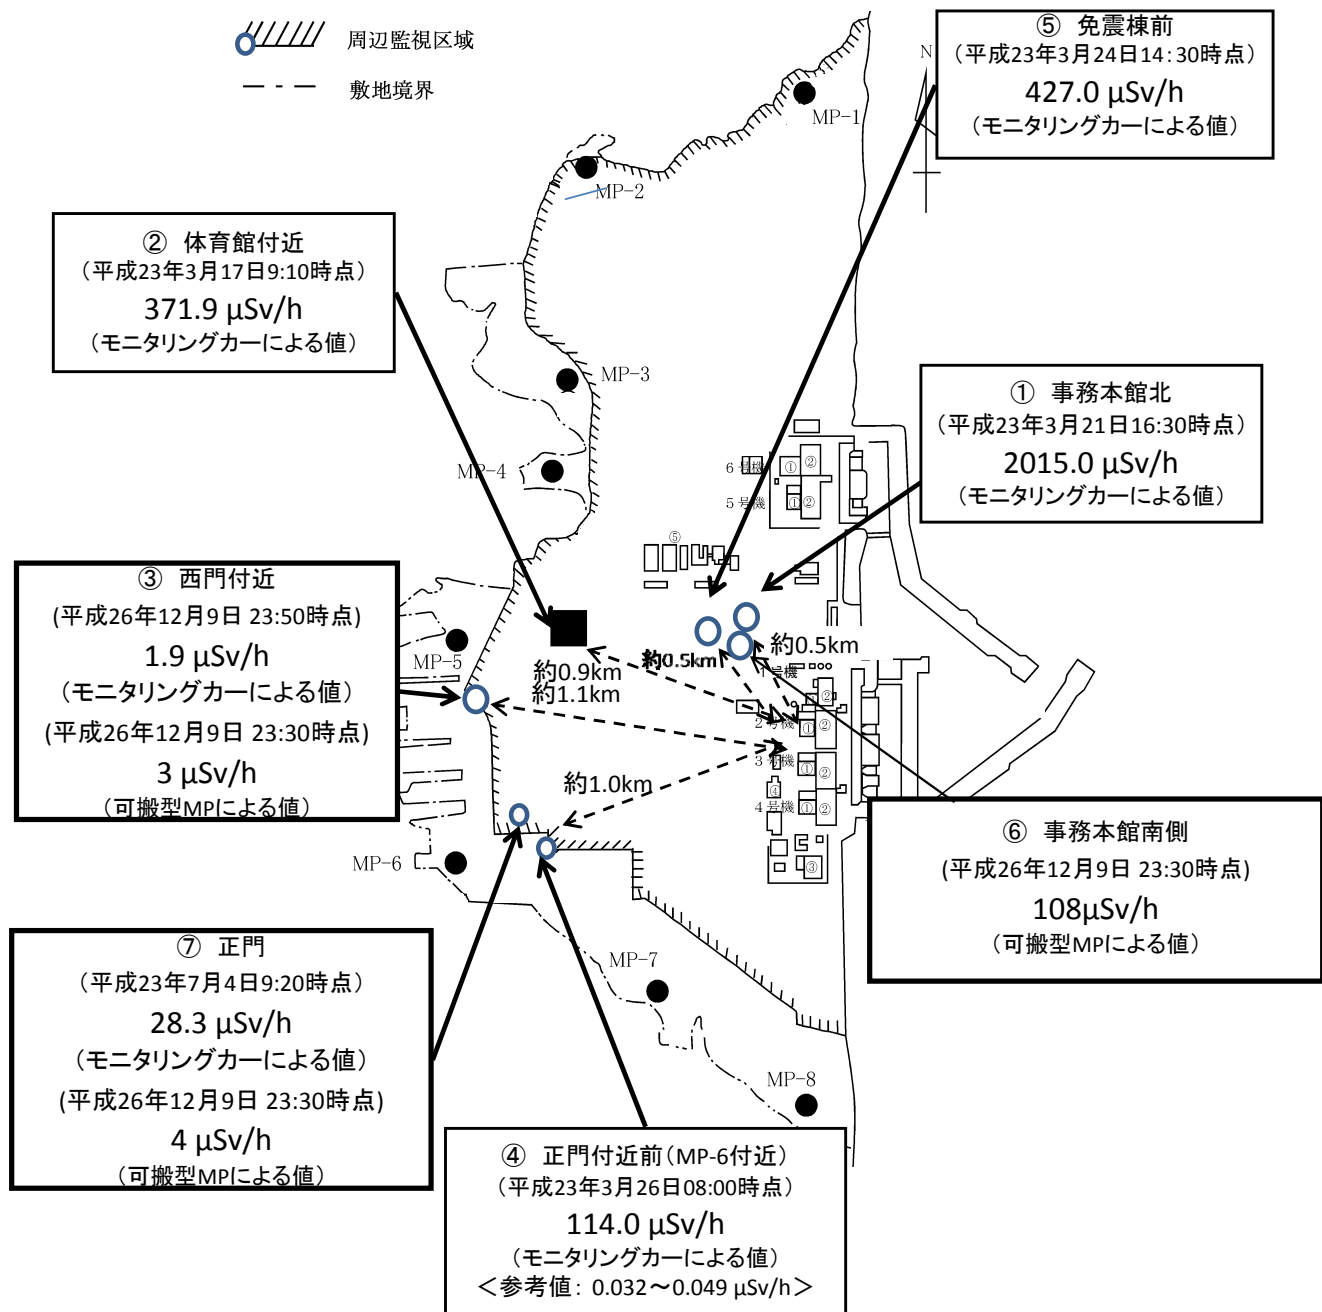 周辺監視区域
敷地境界
⑤ 免震棟前
（平成23年3月24日14:30時点）
427.0 µSv/h
（モニタリングカーによる値）
N
MP-1
MP-2
② 体育館付近
（平成23年3月17日9:10時点）
371.9 µSv/h
（モニタリングカーによる値）
MP-3
MP-4
① 事務本館北
（平成23年3月21日16:30時点）
2015.0 µSv/h
（モニタリングカーによる値）
6号機
① ②
5号機
① ②
⑤
③ 西門付近
(平成26年12月9日 23:50時点)
1.9 µSv/h
（モニタリングカーによる値）
(平成26年12月9日 23:30時点)
3 µSv/h
（可搬型MPによる値）
MP-5
約0.9km
約1.1km
約0.5km
約0.5km
1号機
②
2号機
① ②
3号機
① ②
④
4号機
① ②
③
約1.0km
MP-6
⑥ 事務本館南側
(平成26年12月9日 23:30時点)
108µSv/h
（可搬型MPによる値）
⑦ 正門
（平成23年7月4日9:20時点）
28.3 µSv/h
（モニタリングカーによる値）
(平成26年12月9日 23:30時点)
4 µSv/h
（可搬型MPによる値）
MP-7
MP-8
④ 正門付近前（MP-6付近）
（平成23年3月26日08:00時点）
114.0 µSv/h
（モニタリングカーによる値）
＜参考値: 0.032～0.049 µSv/h＞